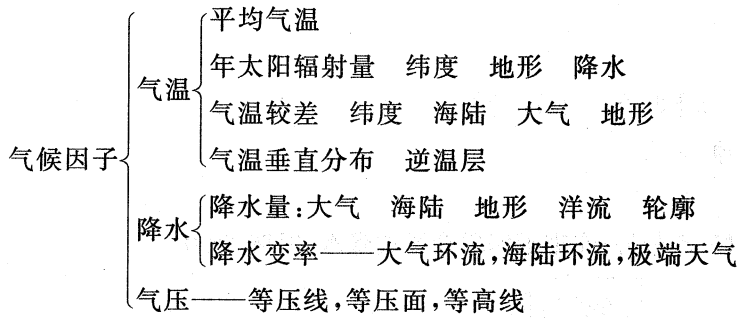 平均气温
年太阳辐射量 纬度 地形 降水
气温
气温较差 纬度 海陆 大气 地形
气候因子
气温垂直分布 逆温层
降水量:大气 海陆 地形 洋流 轮廓
降水
降水变率——大气环流,海陆环流,极端天气
气压——等压线,等压面,等高线